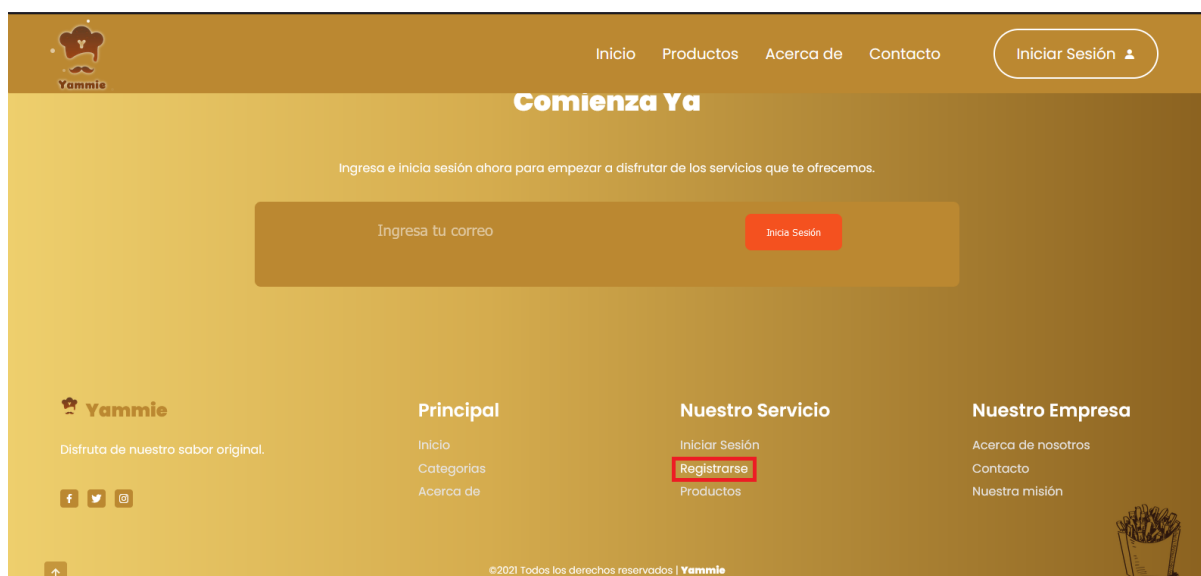 Yammie
Inicio Productos Acerca de Contacto Iniciar Sesión
Comienza Ya
Ingresa e inicia sesión ahora para empezar a disfrutar de los servicios que te ofrecemos.
Ingresa tu correo Inicia Sesión
Yammie
Disfruta de nuestro sabor original.
Principal
Inicio
Categorias
Acerca de
Nuestro Servicio
Iniciar Sesión
Registrarse
Productos
Nuestro Empresa
Acerca de nosotros
Contacto
Nuestra misión
©2021 Todos los derechos reservados | Yammie